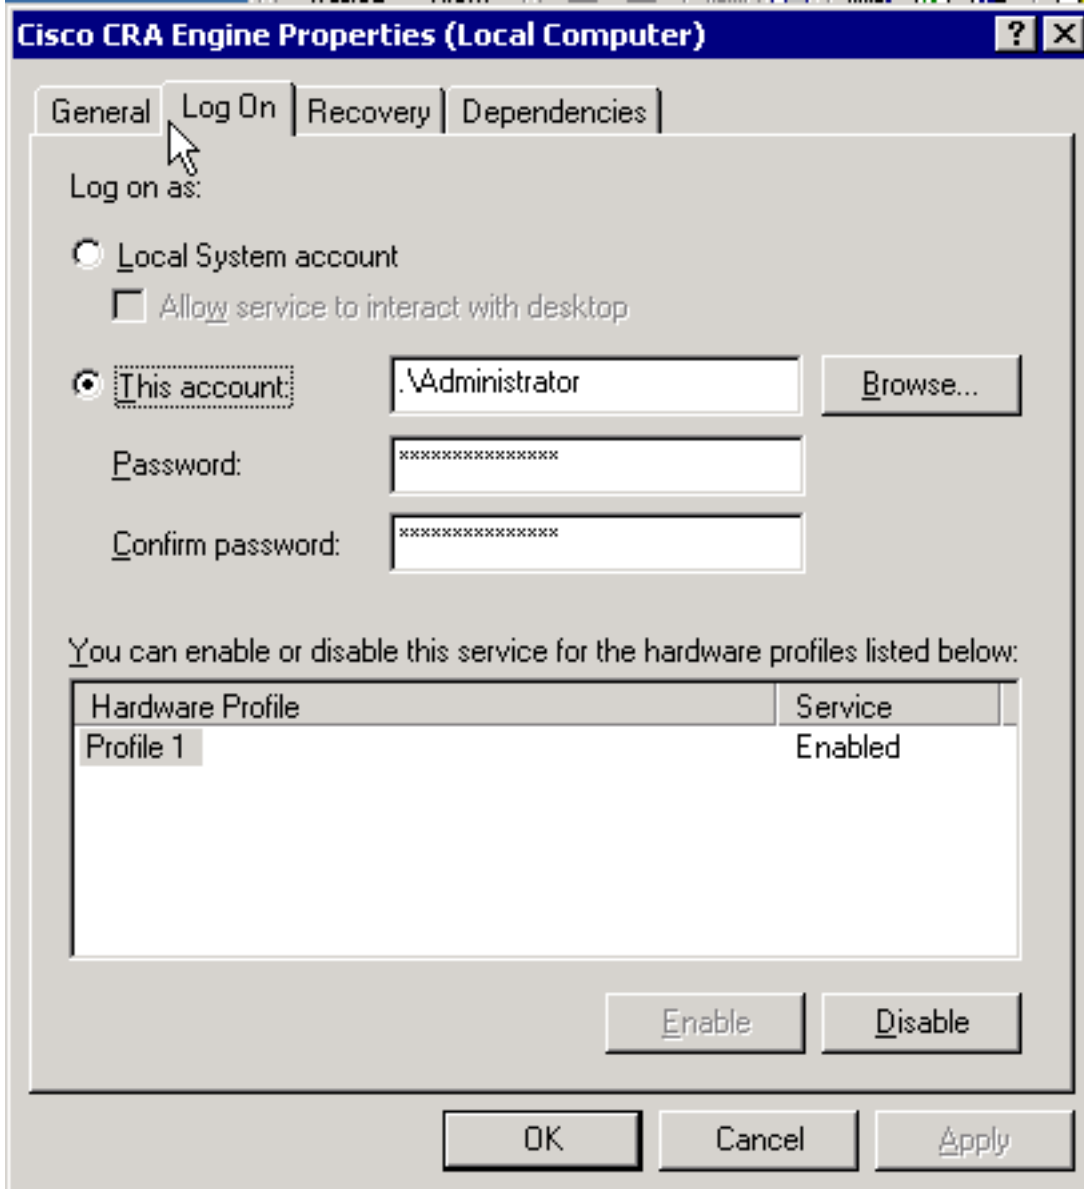 Cisco CRA Engine Properties (Local Computer)
General Log On Recovery Dependencies
Log on as:
Local System account
Allow service to interact with desktop
This account: .\Administrator Browse...
Password: ***************
Confirm password: ***************
You can enable or disable this service for the hardware profiles listed below:
Hardware Profile Service
Profile 1 Enabled
Enable Disable
OK Cancel Apply